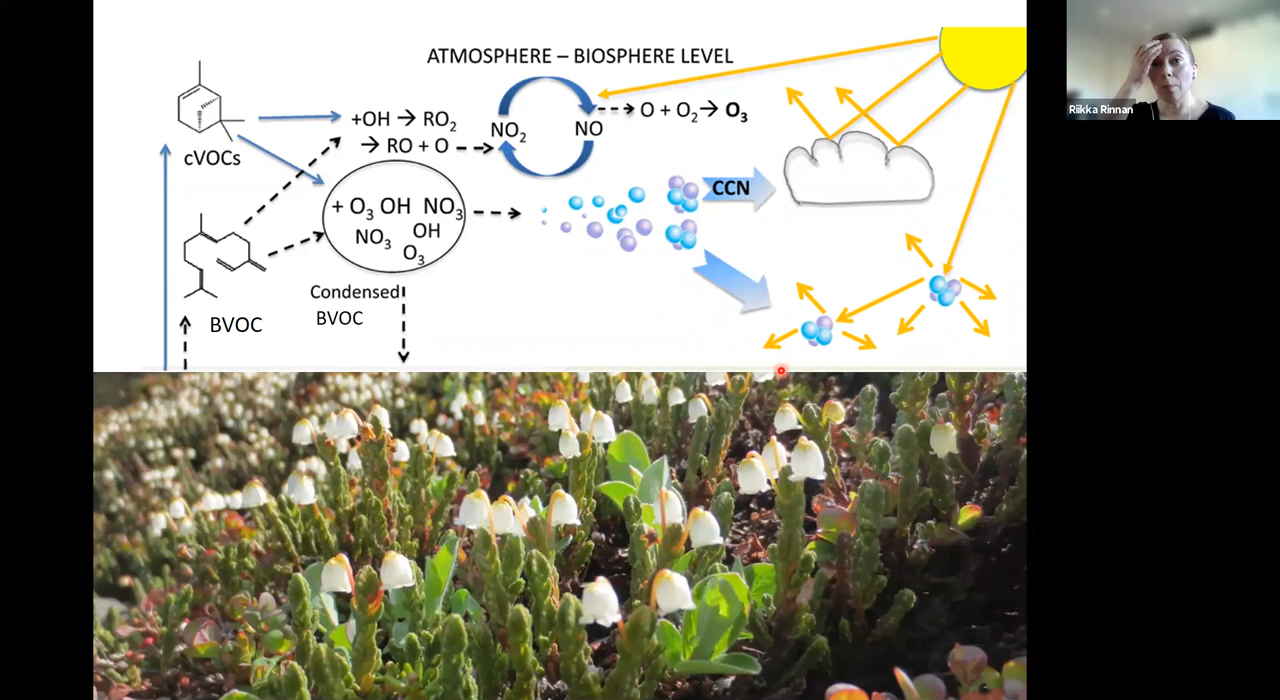 ATMOSPHERE – BIOSPHERE LEVEL
Riikka Rinnan
cVOCs
+OH → RO₂
→ RO + O
NO₂
NO
O + O₂ → O₃
+ O₃ OH NO₃
NO₃ OH
O₃
CCN
BVOC
Condensed
BVOC